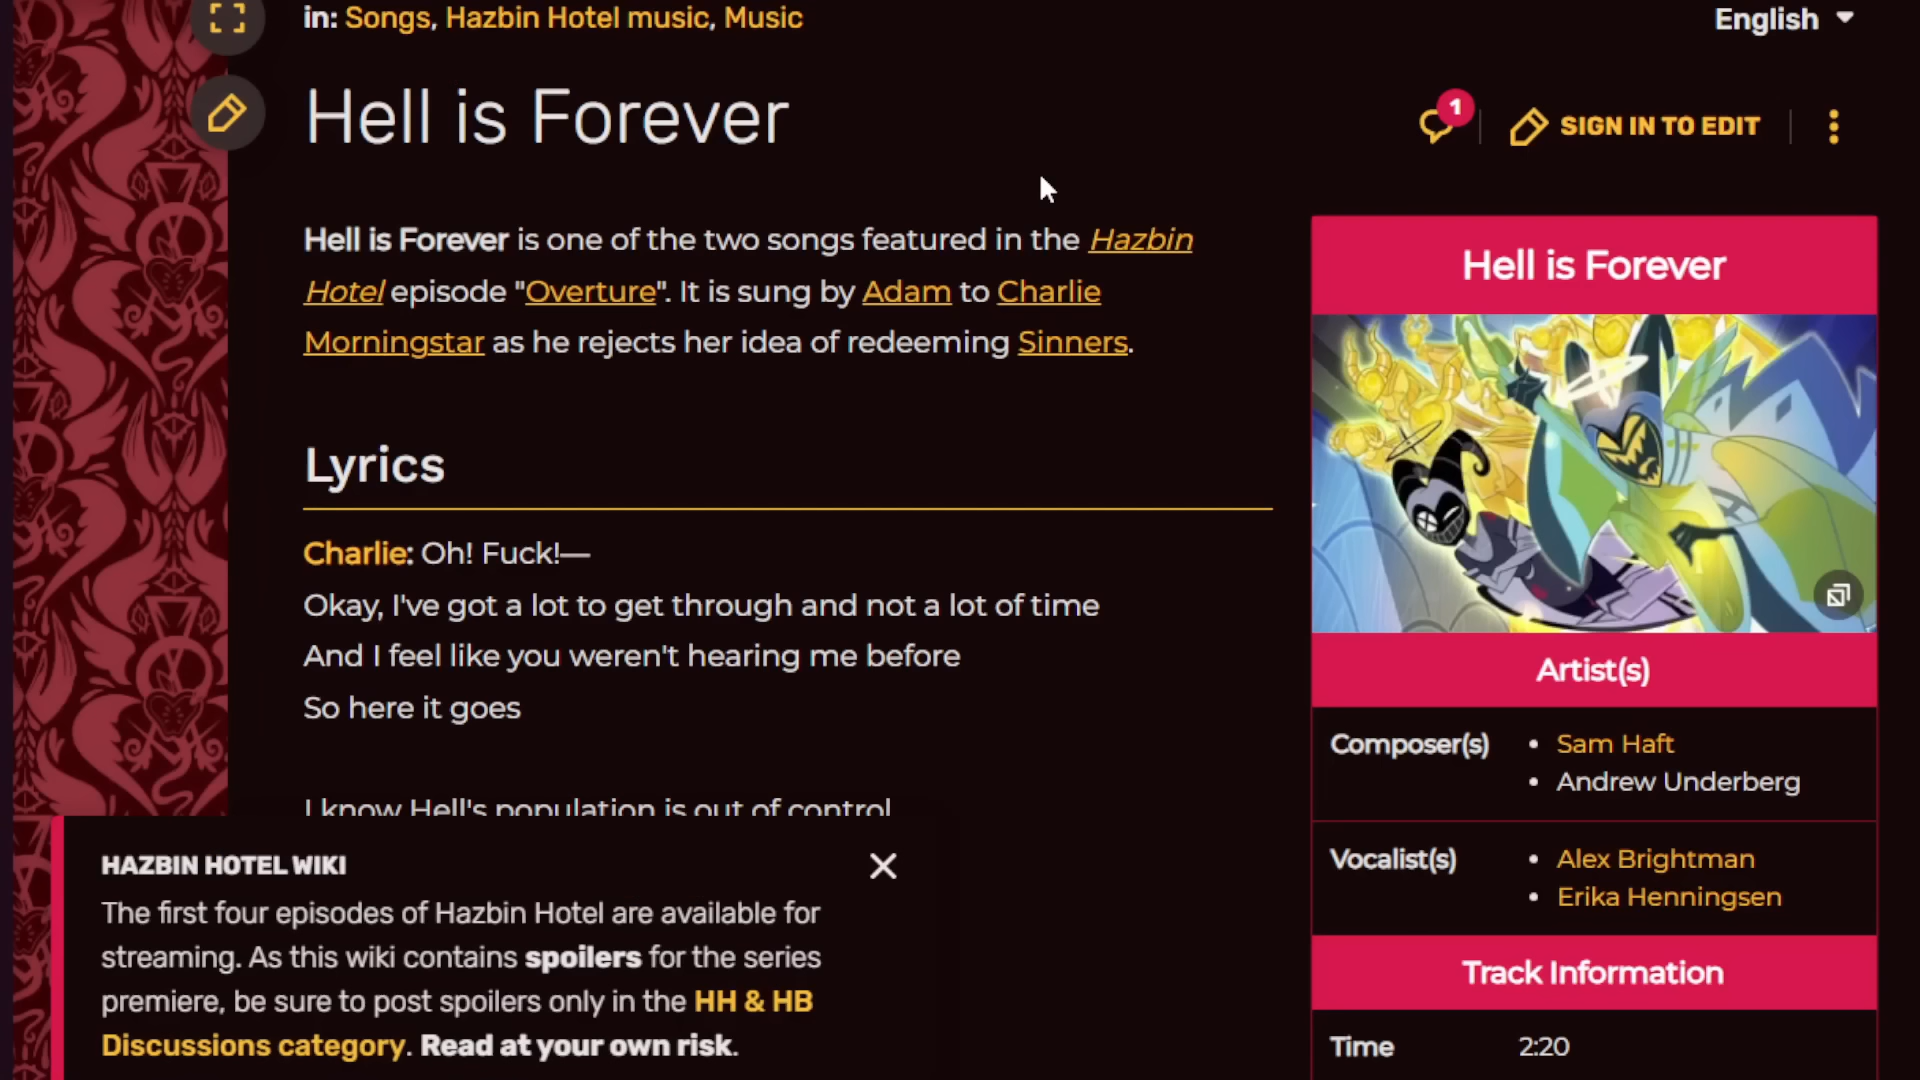 in: Songs, Hazbin Hotel music, Music
English
Hell is Forever
1
SIGN IN TO EDIT
Hell is Forever is one of the two songs featured in the Hazbin
Hotel episode "Overture". It is sung by Adam to Charlie
Morningstar as he rejects her idea of redeeming Sinners.
Lyrics
Charlie: Oh! Fuck!—
Okay, I've got a lot to get through and not a lot of time
And I feel like you weren't hearing me before
So here it goes
I know Hell's population is out of control
HAZBIN HOTEL WIKI
The first four episodes of Hazbin Hotel are available for
streaming. As this wiki contains spoilers for the series
premiere, be sure to post spoilers only in the HH & HB
Discussions category. Read at your own risk.
Hell is Forever
Artist(s)
Composer(s)
• Sam Haft
• Andrew Underberg
Vocalist(s)
• Alex Brightman
• Erika Henningsen
Track Information
Time 2:20